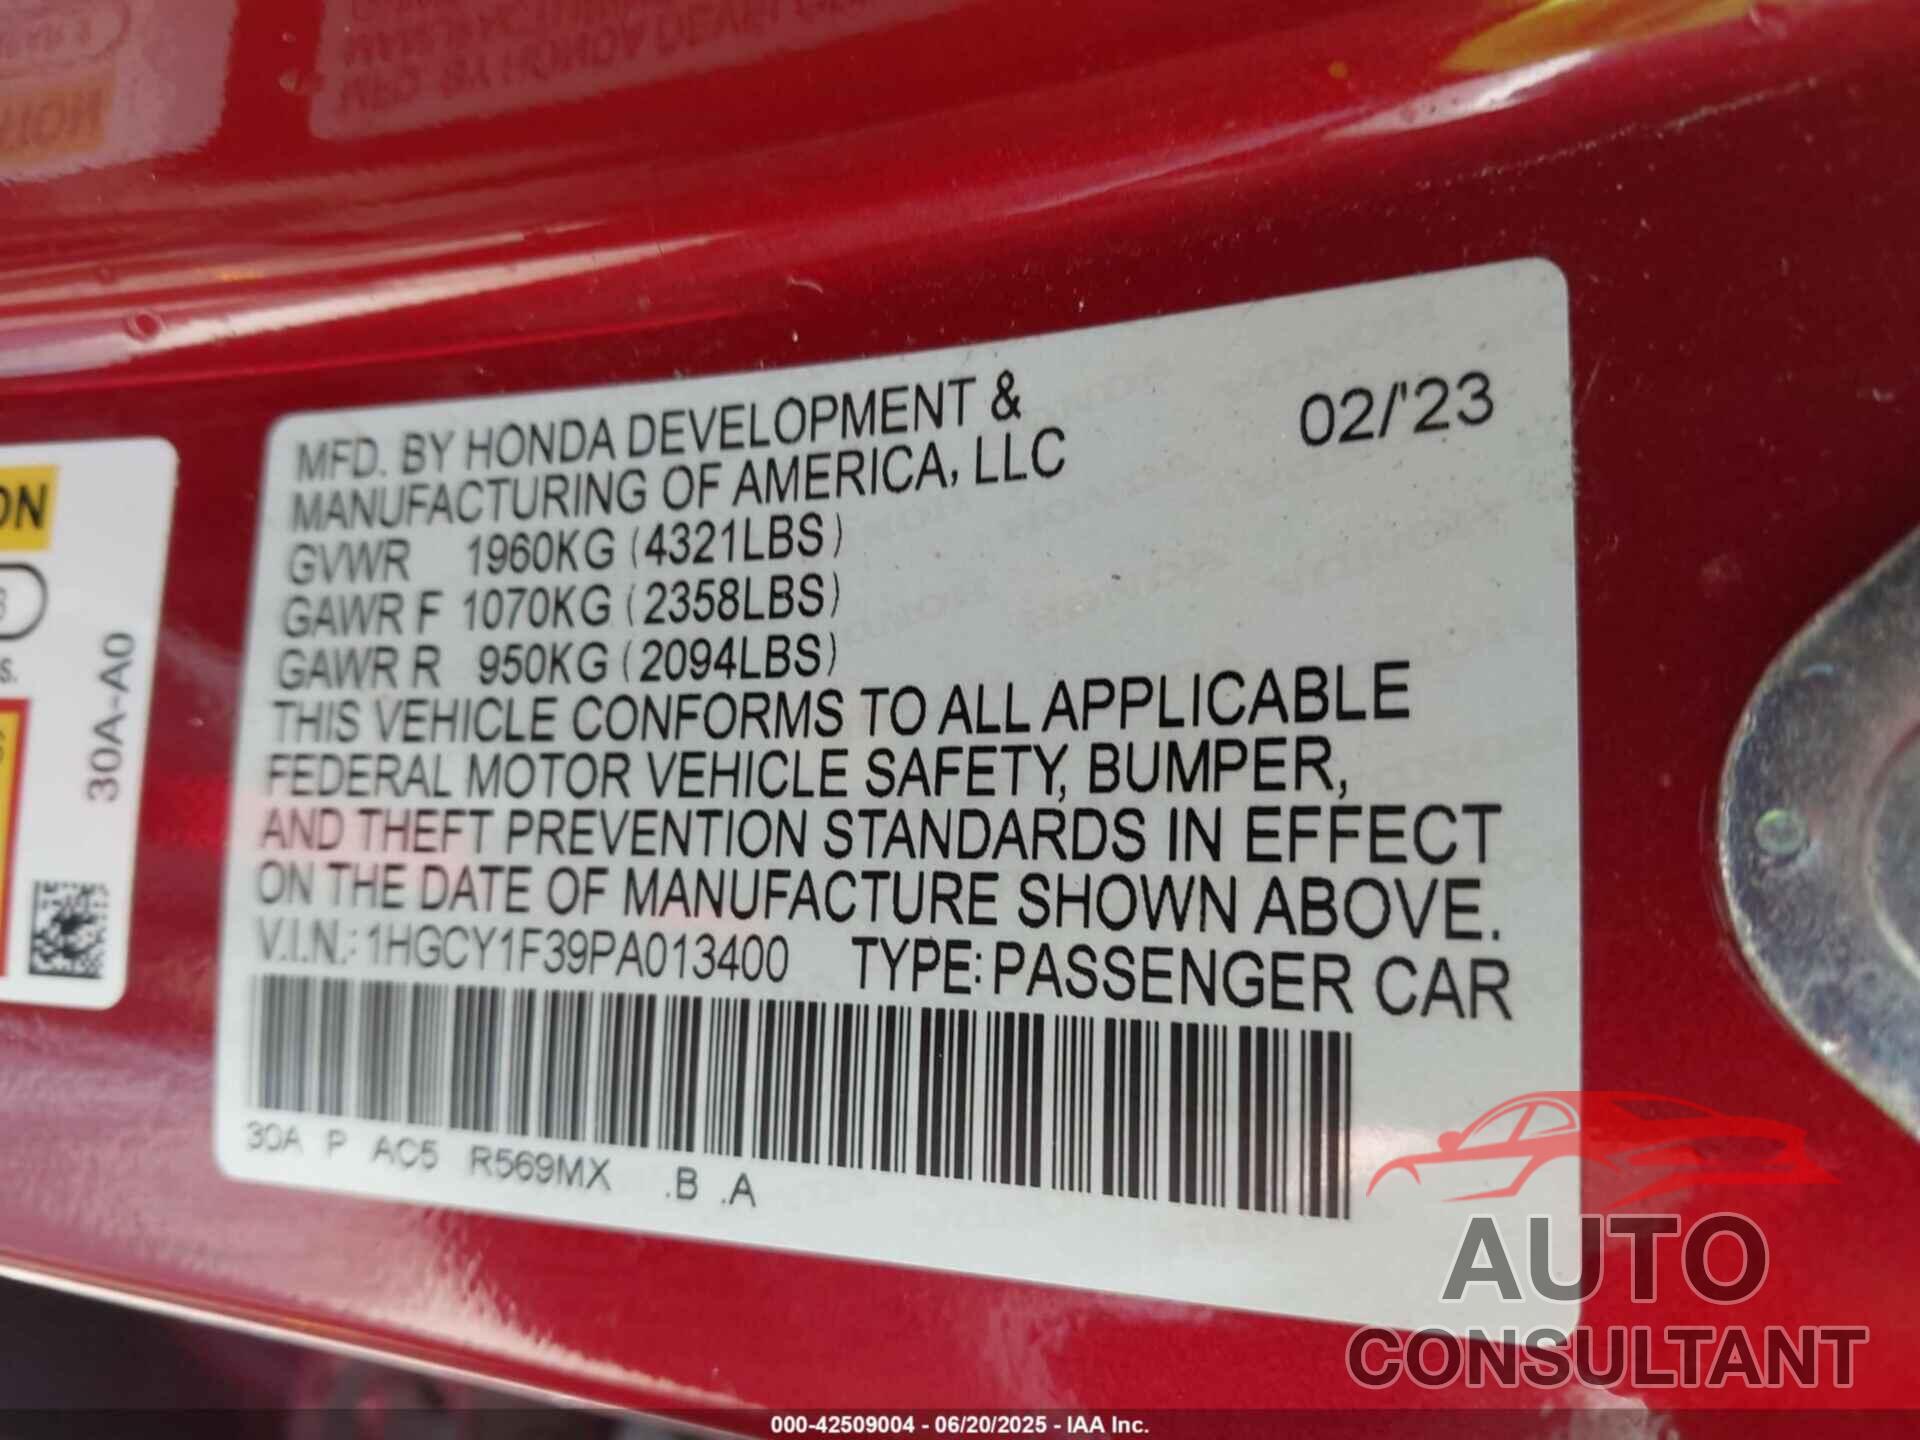 MFD. BY HONDA DEVELOPMENT &
MANUFACTURING OF AMERICA, LLC
02/'23
GVWR 1960KG (4321LBS)
GAWR F 1070KG (2358LBS)
GAWR R 950KG (2094LBS)
THIS VEHICLE CONFORMS TO ALL APPLICABLE
FEDERAL MOTOR VEHICLE SAFETY, BUMPER,
AND THEFT PREVENTION STANDARDS IN EFFECT
ON THE DATE OF MANUFACTURE SHOWN ABOVE.
V.I.N.: 1HGCY1F39PA013400 TYPE: PASSENGER CAR
30A P AC5 R569MX .B .A
30A-A0
AUTO
CONSULTANT
000-42509004 - 06/20/2025 - IAA Inc.